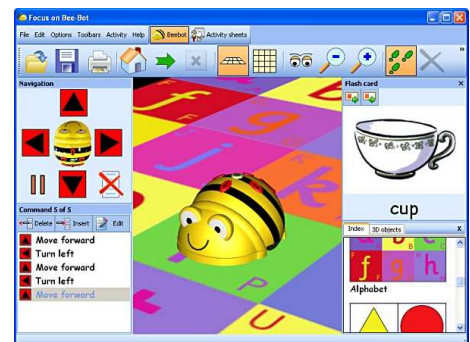 Focus on Bee-Bot
File Edit Options Toolbars Activity Help Beebot Activity sheets
Navigation
Flash card
cup
Command 5 of 5
Delete Insert Edit
Move forward
Turn left
Move forward
Turn left
Move forward
Index 3D objects
f g h
Alphabet
f g k p u